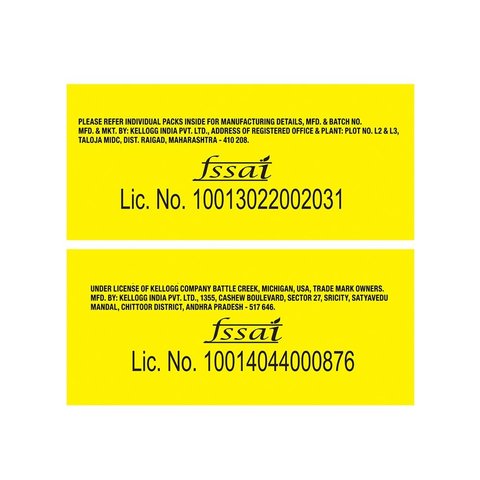 PLEASE REFER INDIVIDUAL PACKS INSIDE FOR MANUFACTURING DETAILS, MFD. & BATCH NO.
MFD. & MKT. BY: KELLOGG INDIA PVT. LTD., ADDRESS OF REGISTERED OFFICE & PLANT: PLOT NO. L2 & L3,
TALOJA MIDC, DIST. RAIGAD, MAHARASHTRA - 410 208.
fssai
Lic. No. 10013022002031
UNDER LICENSE OF KELLOGG COMPANY BATTLE CREEK, MICHIGAN, USA, TRADE MARK OWNERS.
MFD. BY: KELLOGG INDIA PVT. LTD., 1355, CASHEW BOULEVARD, SECTOR 27, SRICITY, SATYAVEDU
MANDAL, CHITTOOR DISTRICT, ANDHRA PRADESH - 517 646.
fssai
Lic. No. 10014044000876